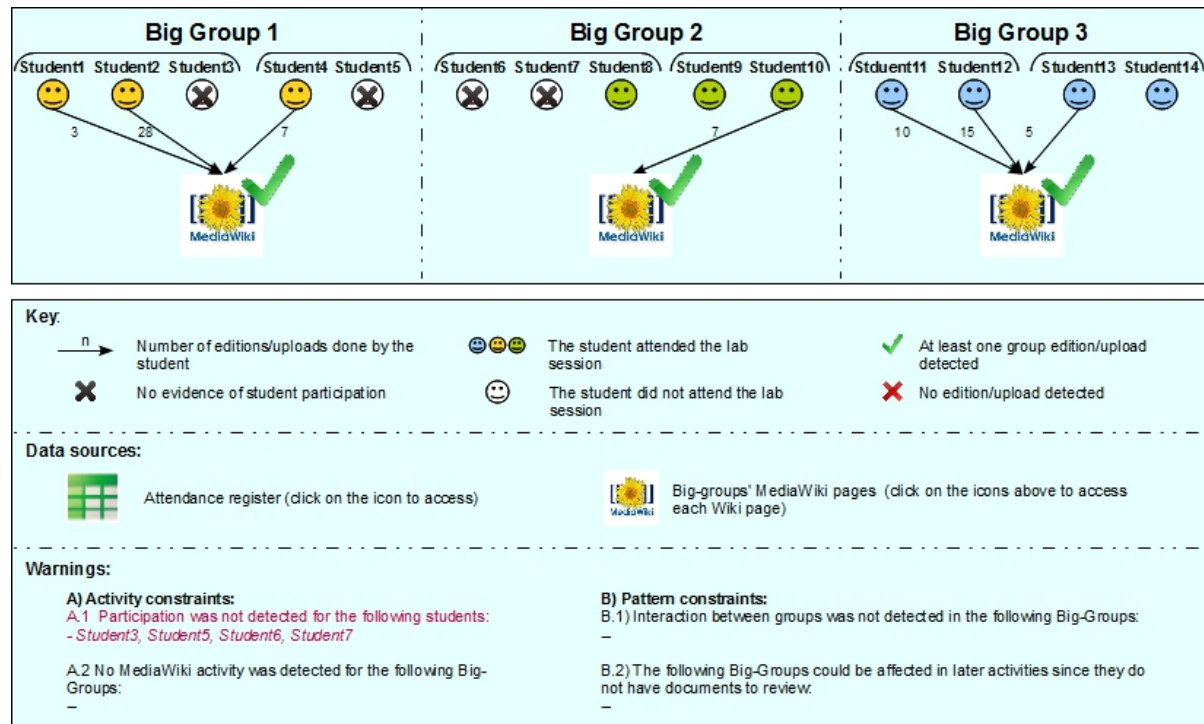 Big Group 1
Big Group 2
Big Group 3
Student1 Student2 Student3 Student4 Student5
Student6 Student7 Student8 Student9 Student10
Stduent11 Student12 Student13 Student14
3 28 7
7
10 15 5
[[ ]]
MediaWiki
[[ ]]
MediaWiki
[[ ]]
MediaWiki
Key:
n
Number of editions/uploads done by the
student
The student attended the lab
session
At least one group edition/upload
detected
No evidence of student participation
The student did not attend the lab
session
No edition/upload detected
Data sources:
Attendance register (click on the icon to access)
[[ ]]
MediaWiki
Big-groups' MediaWiki pages (click on the icons above to access
each Wiki page)
Warnings:
A) Activity constraints:
A.1 Participation was not detected for the following students:
- Student3, Student5, Student6, Student7
A.2 No MediaWiki activity was detected for the following Big-
Groups:
–
B) Pattern constraints:
B.1) Interaction between groups was not detected in the following Big-Groups:
–
B.2) The following Big-Groups could be affected in later activities since they do
not have documents to review:
–